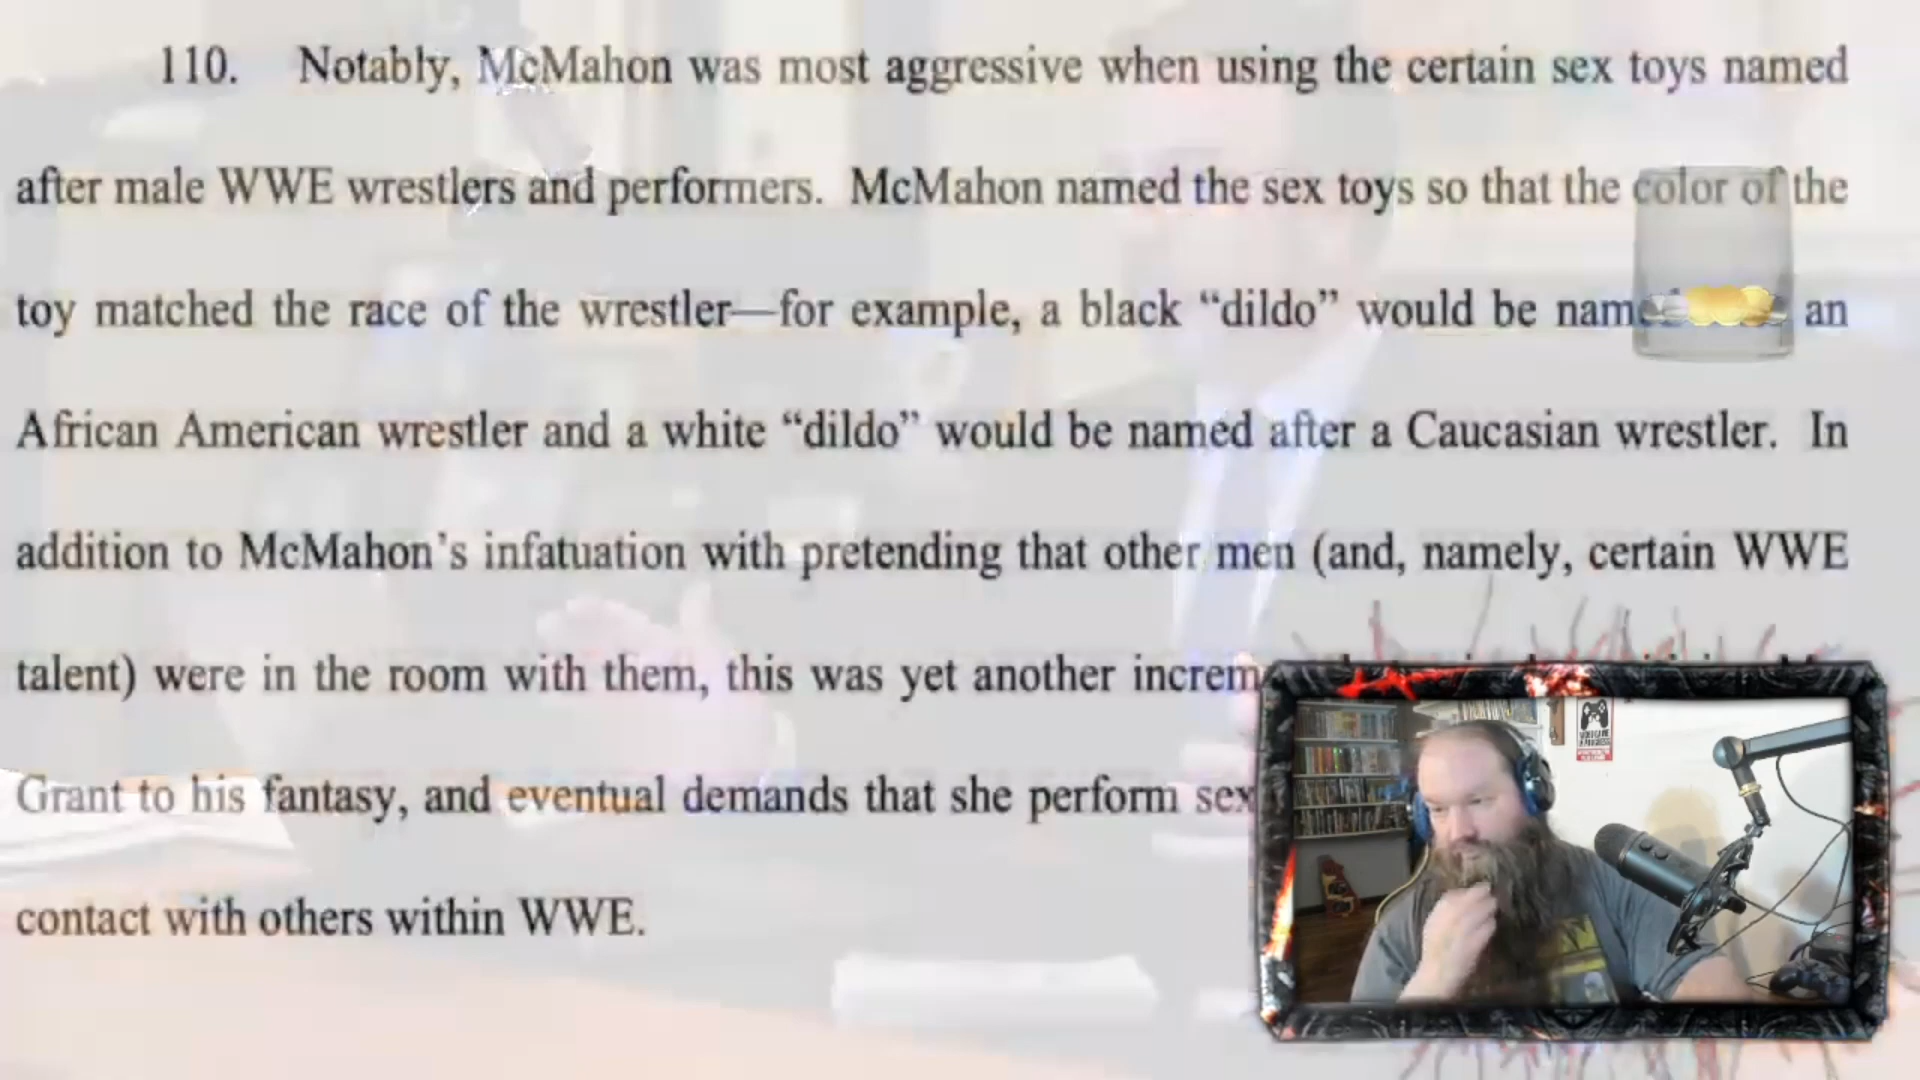 110. Notably, McMahon was most aggressive when using the certain sex toys named
after male WWE wrestlers and performers. McMahon named the sex toys so that the color of the
toy matched the race of the wrestler—for example, a black “dildo” would be an
African American wrestler and a white “dildo” would be named after a Caucasian wrestler. In
addition to McMahon’s infatuation with pretending that other men (and, namely, certain WWE
talent) were in the room with them, this was yet another
Grant to his fantasy, and eventual demands that she perform
contact with others within WWE.